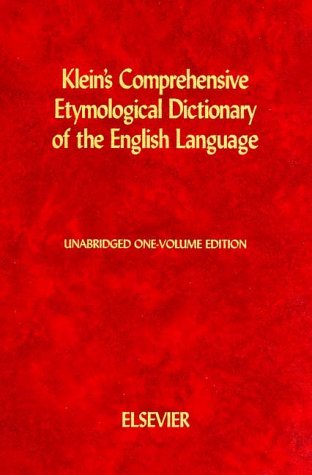 Klein's Comprehensive
Etymological Dictionary
of the English Language
UNABRIDGED ONE-VOLUME EDITION
ELSEVIER